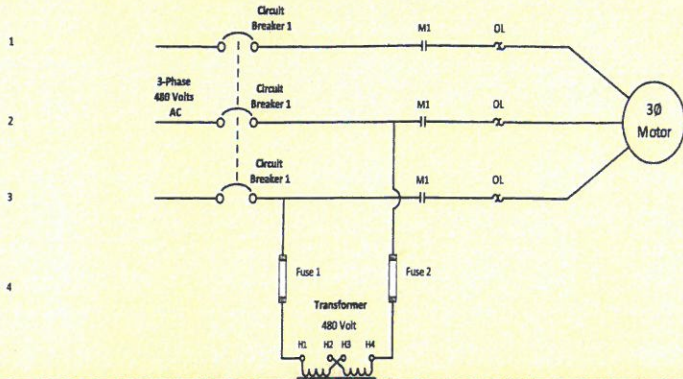 Circuit
Breaker 1
M1
OL
1
3-Phase
480 Volts
AC
Circuit
Breaker 1
M1
OL
2
3Ø
Motor
Circuit
Breaker 1
M1
OL
3
Fuse 1
Fuse 2
4
Transformer
480 Volt
H1 H2 H3 H4